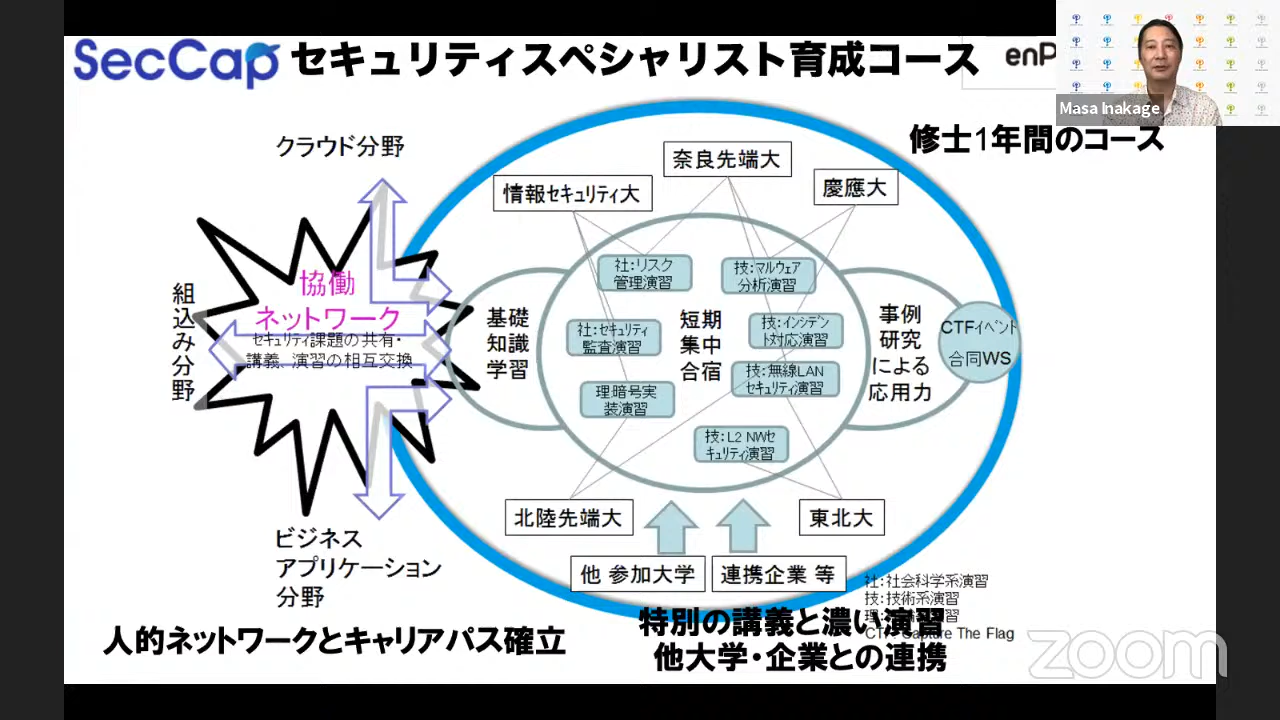 SecCap セキュリティスペシャリスト育成コース
enP
Masa Inakage
修士1年間のコース
クラウド分野
奈良先端大
情報セキュリティ大
慶應大
協働
ネットワーク
セキュリティ課題の共有・
講義、演習の相互交換
組込み分野
基礎
知識
学習
社:リスク
管理演習
技:マルウェア
分析演習
社:セキュリティ
監査演習
短期
集中
合宿
技:インシデン
ト対応演習
技:無線LAN
セキュリティ演習
理:暗号実
装演習
技:L2 NWセ
キュリティ演習
事例
研究
による
応用力
CTFイベント
合同WS
北陸先端大
東北大
他 参加大学
連携企業 等
ビジネス
アプリケーション
分野
社:社会科学系演習
技:技術系演習
理:
習
CTF: Capture The Flag
人的ネットワークとキャリアパス確立
特別の講義と濃い演習
他大学・企業との連携
zoom